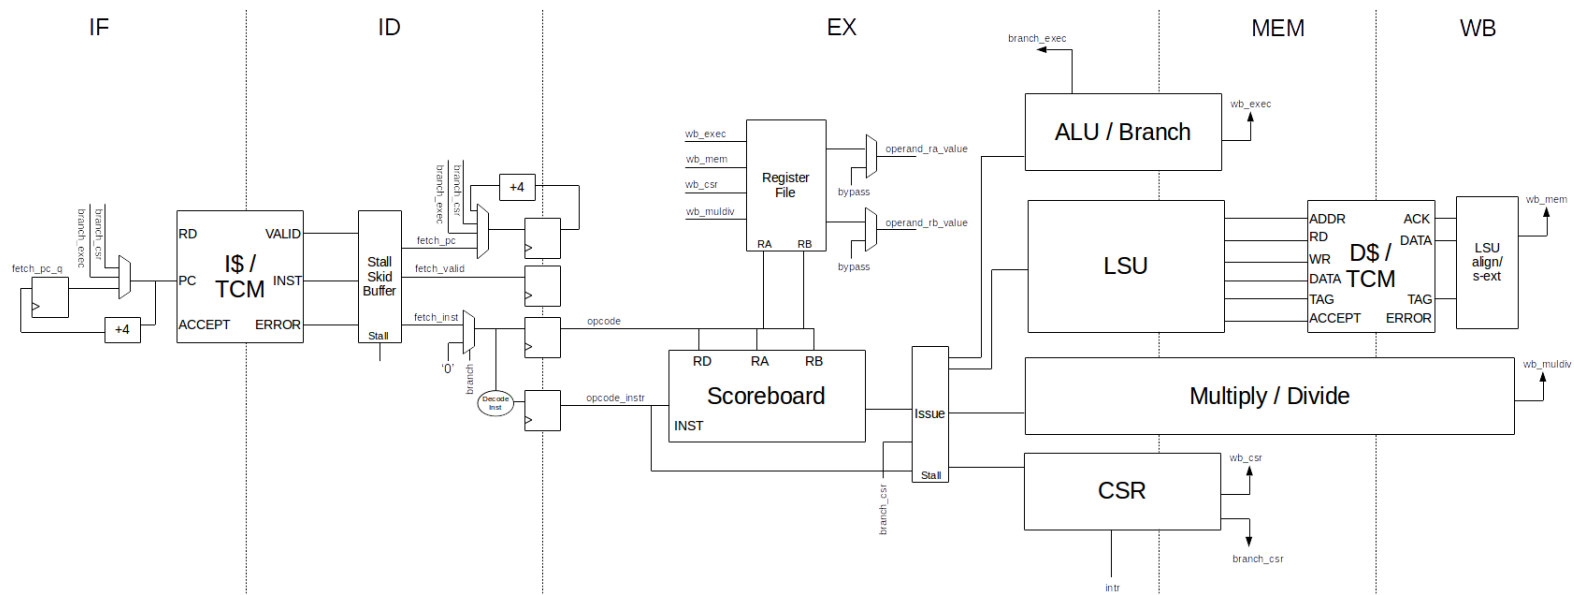 IF
ID
EX
MEM
WB
branch_exec
wb_exec
ALU / Branch
wb_exec
wb_mem
wb_csr
wb_muldiv
Register
File
RA
RB
operand_ra_value
bypass
operand_rb_value
bypass
branch_exec
branch_csr
+4
branch_exec
branch_csr
fetch_pc_q
+4
RD
PC
ACCEPT
I$ /
TCM
VALID
INST
ERROR
Stall
Skid
Buffer
Stall
fetch_pc
fetch_valid
fetch_inst
'0'
branch
Decode
Inst
opcode
opcode_instr
RD
RA
RB
Scoreboard
INST
Issue
Stall
branch_csr
LSU
ADDR
RD
WR
DATA
TAG
ACCEPT
D$ /
TCM
ACK
DATA
TAG
ERROR
LSU
align/
s-ext
wb_mem
Multiply / Divide
wb_muldiv
CSR
wb_csr
branch_csr
intr